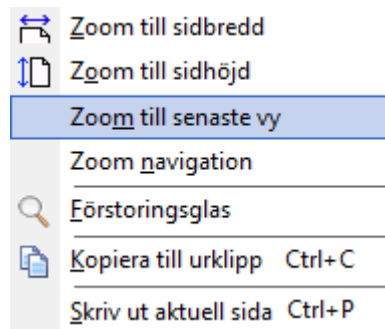 Zoom till sidbredd
Zoom till sidhöjd
Zoom till senaste vy
Zoom navigation
Förstoringsglas
Kopiera till urklipp Ctrl+C
Skriv ut aktuell sida Ctrl+P